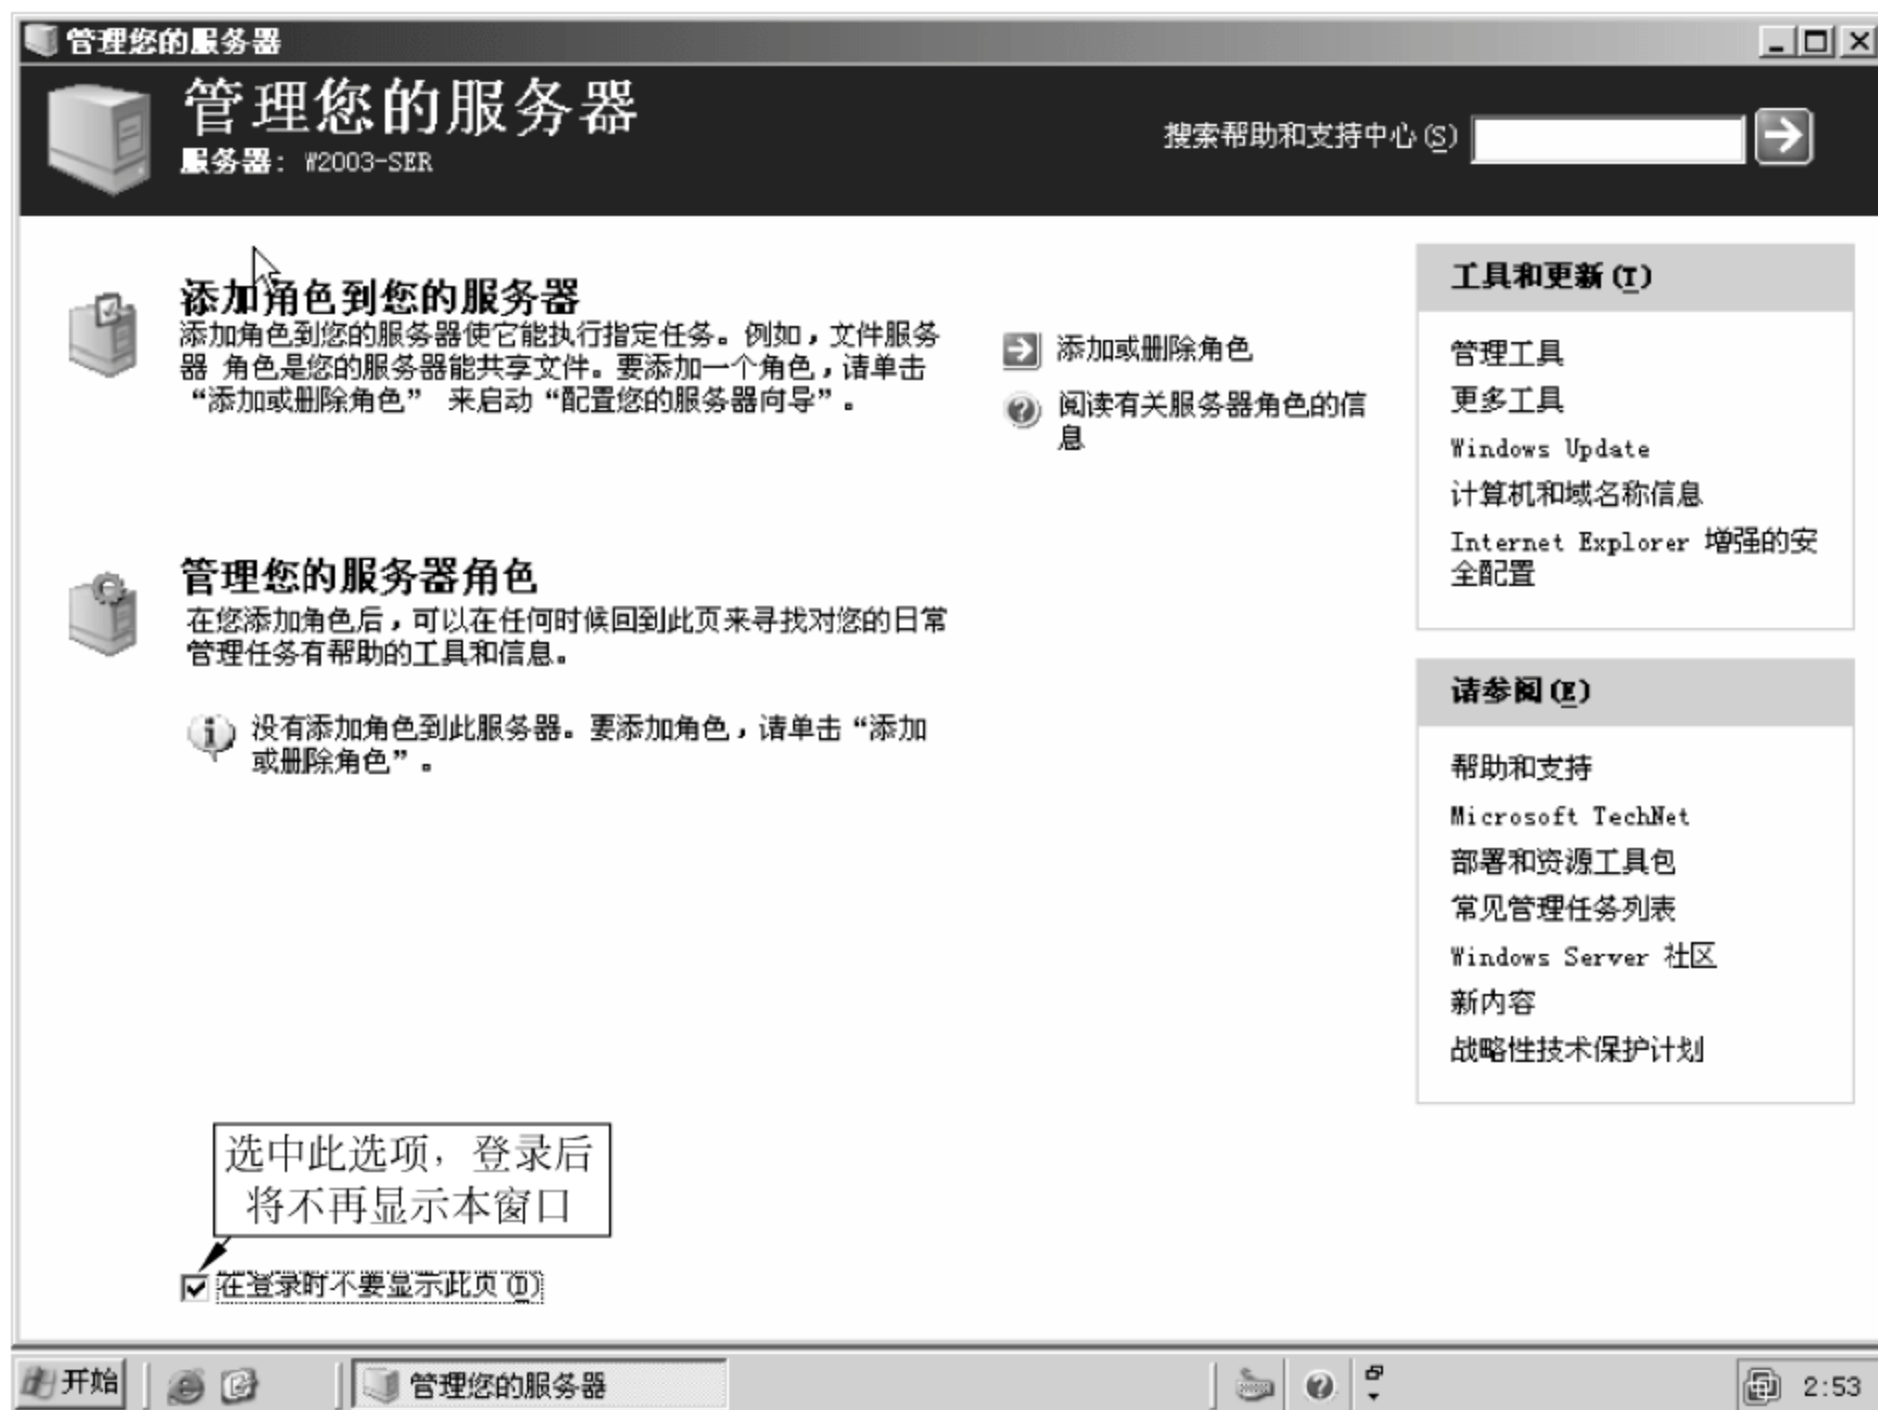 管理您的服务器
管理您的服务器
服务器: W2003-SER
搜索帮助和支持中心(S)
添加角色到您的服务器
添加角色到您的服务器使它能执行指定任务。例如，文件服务
器 角色是您的服务器能共享文件。要添加一个角色，请单击
“添加或删除角色” 来启动“配置您的服务器向导”。
添加或删除角色
阅读有关服务器角色的信
息
管理您的服务器角色
在您添加角色后，可以在任何时候回到此页来寻找对您的日常
管理任务有帮助的工具和信息。
没有添加角色到此服务器。要添加角色，请单击“添加
或删除角色”。
工具和更新(T)
管理工具
更多工具
Windows Update
计算机和域名称信息
Internet Explorer 增强的安
全配置
请参阅(E)
帮助和支持
Microsoft TechNet
部署和资源工具包
常见管理任务列表
Windows Server 社区
新内容
战略性技术保护计划
选中此选项，登录后
将不再显示本窗口
在登录时不要显示此页(D)
开始
管理您的服务器
2:53